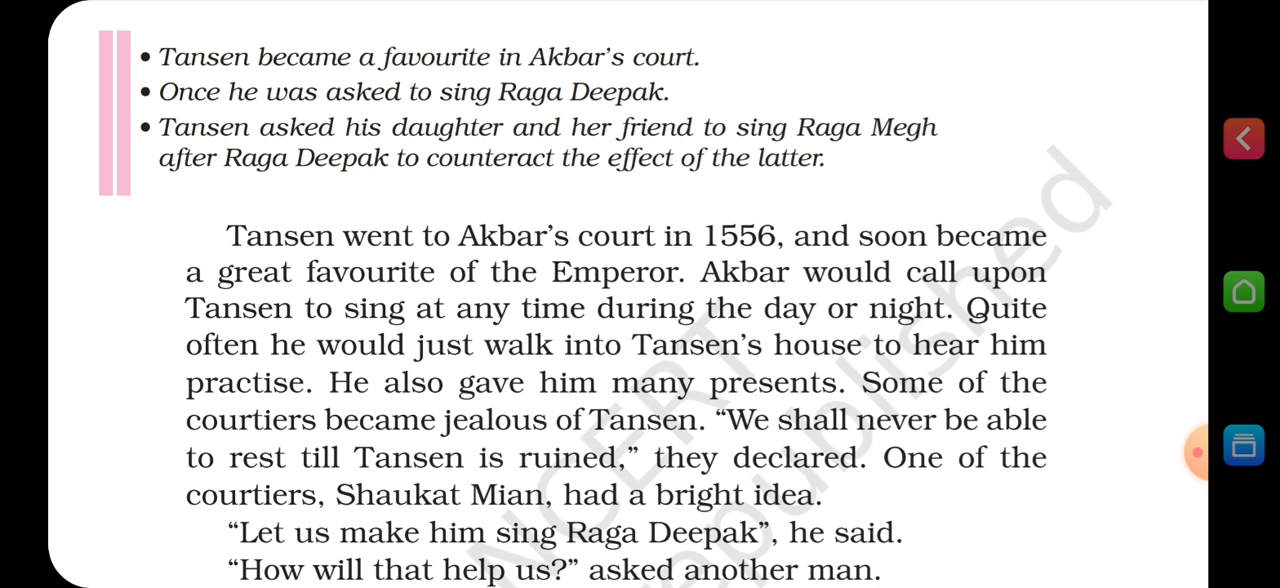 • Tansen became a favourite in Akbar’s court.
• Once he was asked to sing Raga Deepak.
• Tansen asked his daughter and her friend to sing Raga Megh
after Raga Deepak to counteract the effect of the latter.
Tansen went to Akbar’s court in 1556, and soon became
a great favourite of the Emperor. Akbar would call upon
Tansen to sing at any time during the day or night. Quite
often he would just walk into Tansen’s house to hear him
practise. He also gave him many presents. Some of the
courtiers became jealous of Tansen. “We shall never be able
to rest till Tansen is ruined,” they declared. One of the
courtiers, Shaukat Mian, had a bright idea.
“Let us make him sing Raga Deepak”, he said.
“How will that help us?” asked another man.
NCERT
republished